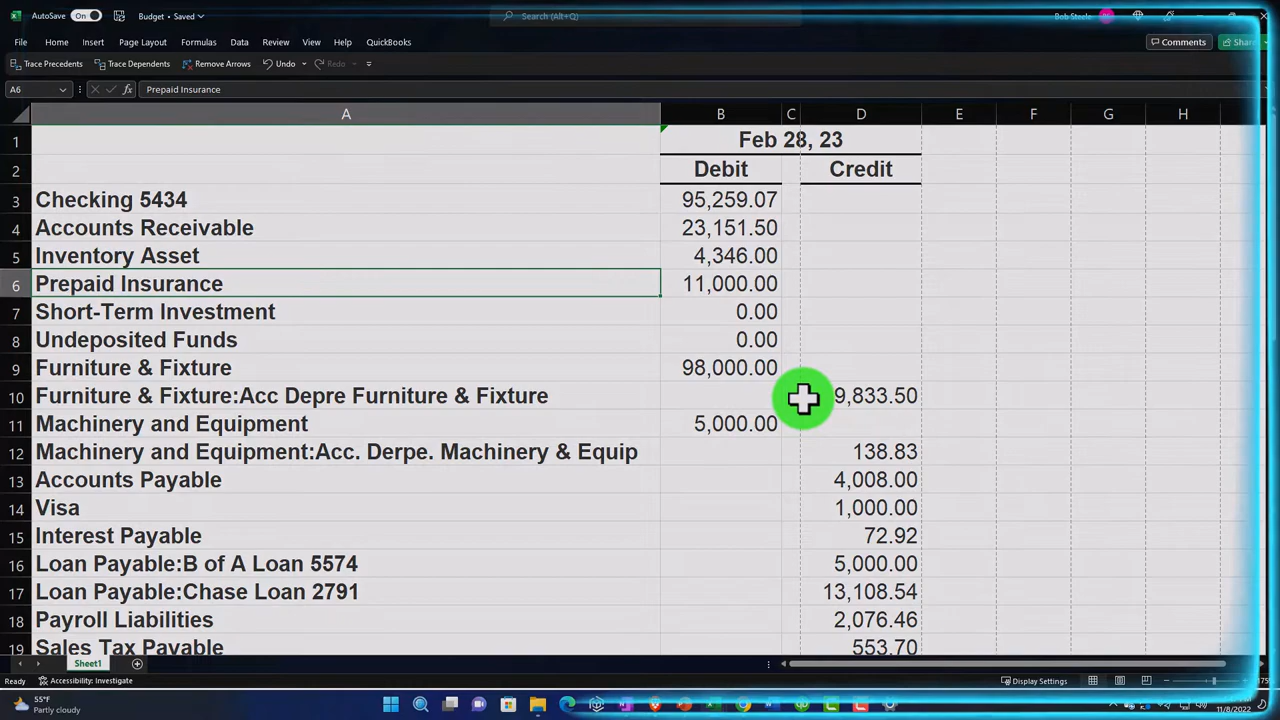 AutoSave On Budget • Saved Search (Alt+Q) Bob Steele
File Home Insert Page Layout Formulas Data Review View Help QuickBooks Comments Share
Trace Precedents Trace Dependents Remove Arrows Undo Redo
A6 fx Prepaid Insurance
A B C D E F G H
1 Feb 28, 23
2 Debit Credit
3 Checking 5434 95,259.07
4 Accounts Receivable 23,151.50
5 Inventory Asset 4,346.00
6 Prepaid Insurance 11,000.00
7 Short-Term Investment 0.00
8 Undeposited Funds 0.00
9 Furniture & Fixture 98,000.00
10 Furniture & Fixture:Acc Depre Furniture & Fixture 9,833.50
11 Machinery and Equipment 5,000.00
12 Machinery and Equipment:Acc. Derpe. Machinery & Equip 138.83
13 Accounts Payable 4,008.00
14 Visa 1,000.00
15 Interest Payable 72.92
16 Loan Payable:B of A Loan 5574 5,000.00
17 Loan Payable:Chase Loan 2791 13,108.54
18 Payroll Liabilities 2,076.46
19 Sales Tax Payable 553.70
Sheet1
Ready Accessibility: Investigate Display Settings
55°F
Partly cloudy 11/8/2022